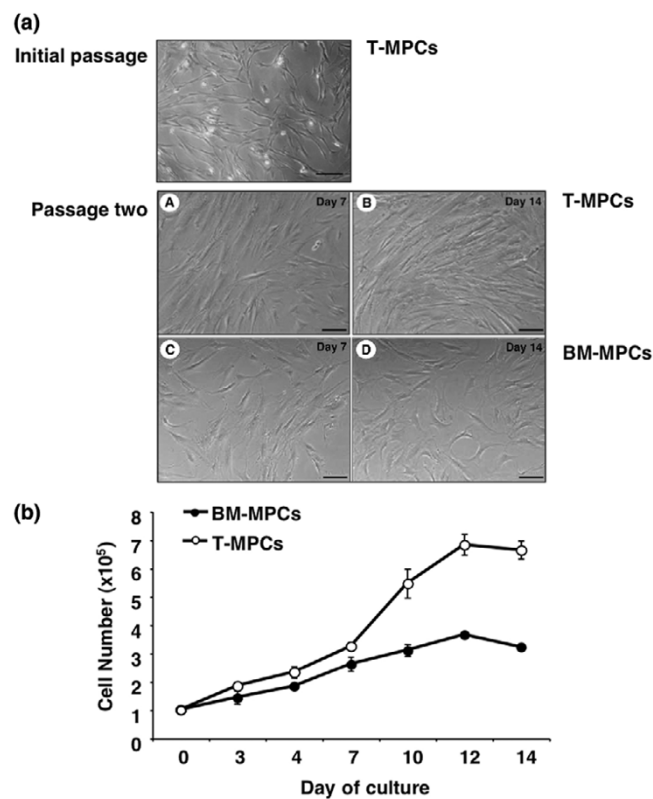 (a)
Initial passage
T-MPCs
Passage two
A
Day 7
B
Day 14
T-MPCs
C
Day 7
D
Day 14
BM-MPCs
(b)
BM-MPCs
T-MPCs
Cell Number (x10⁵)
8
7
6
5
4
3
2
1
0
0 3 4 7 10 12 14
Day of culture